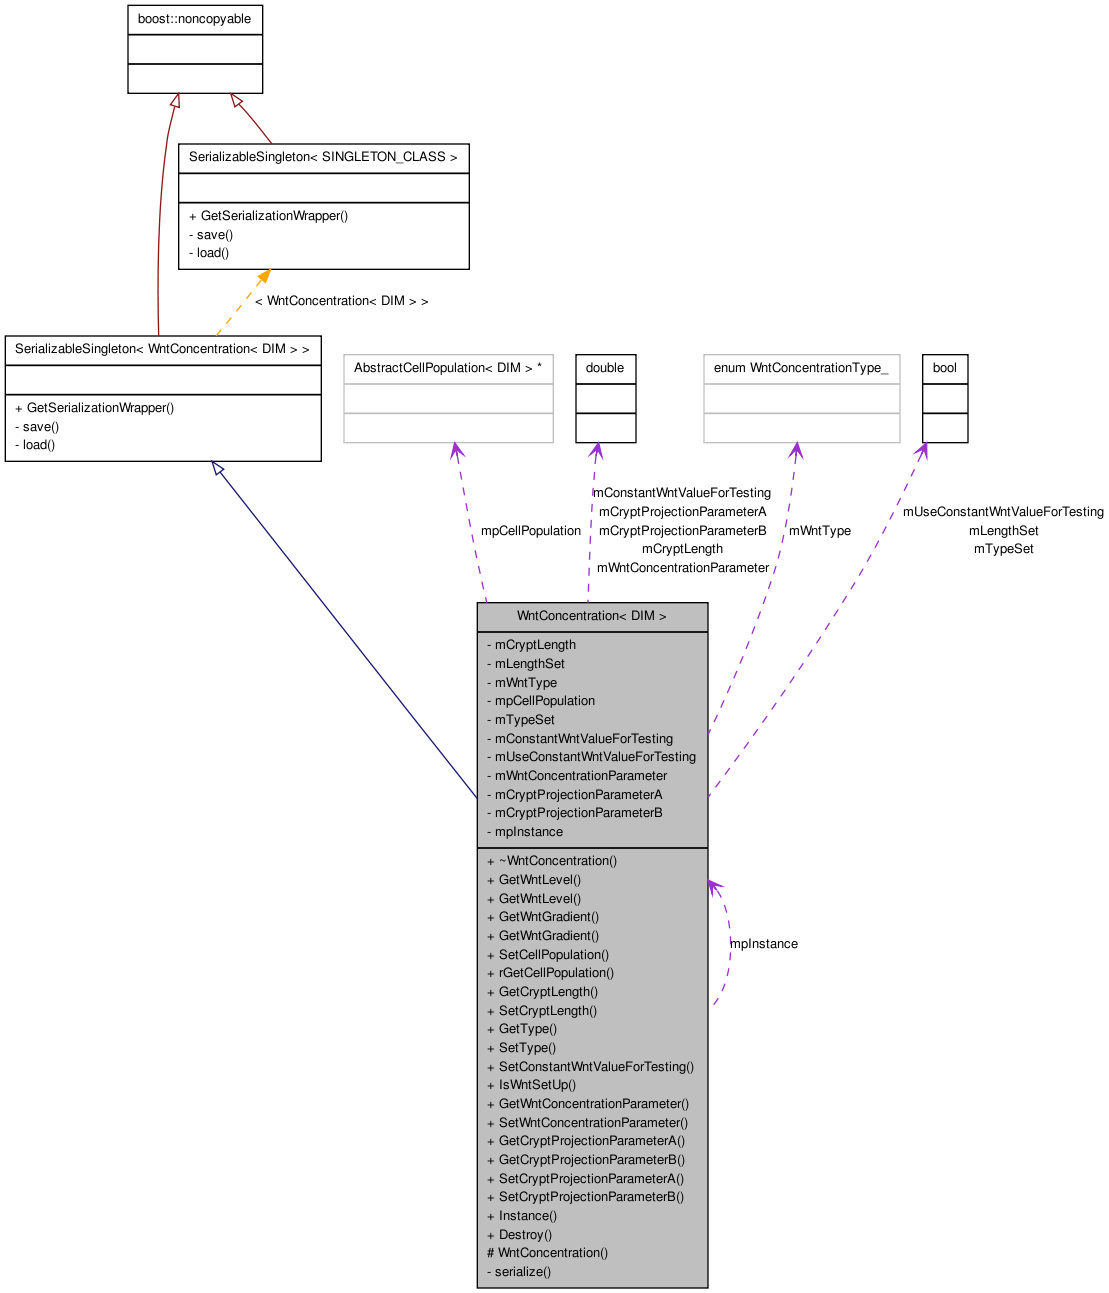 boost::noncopyable
SerializableSingleton< SINGLETON_CLASS >
+ GetSerializationWrapper()
- save()
- load()
< WntConcentration< DIM > >
SerializableSingleton< WntConcentration< DIM > >
+ GetSerializationWrapper()
- save()
- load()
AbstractCellPopulation< DIM > *
double
enum WntConcentrationType_
bool
mpCellPopulation
mConstantWntValueForTesting
mCryptProjectionParameterA
mCryptProjectionParameterB
mCryptLength
mWntConcentrationParameter
mWntType
mUseConstantWntValueForTesting
mLengthSet
mTypeSet
WntConcentration< DIM >
- mCryptLength
- mLengthSet
- mWntType
- mpCellPopulation
- mTypeSet
- mConstantWntValueForTesting
- mUseConstantWntValueForTesting
- mWntConcentrationParameter
- mCryptProjectionParameterA
- mCryptProjectionParameterB
- mpInstance
+ ~WntConcentration()
+ GetWntLevel()
+ GetWntLevel()
+ GetWntGradient()
+ GetWntGradient()
+ SetCellPopulation()
+ rGetCellPopulation()
+ GetCryptLength()
+ SetCryptLength()
+ GetType()
+ SetType()
+ SetConstantWntValueForTesting()
+ IsWntSetUp()
+ GetWntConcentrationParameter()
+ SetWntConcentrationParameter()
+ GetCryptProjectionParameterA()
+ GetCryptProjectionParameterB()
+ SetCryptProjectionParameterA()
+ SetCryptProjectionParameterB()
+ Instance()
+ Destroy()
# WntConcentration()
- serialize()
mpInstance